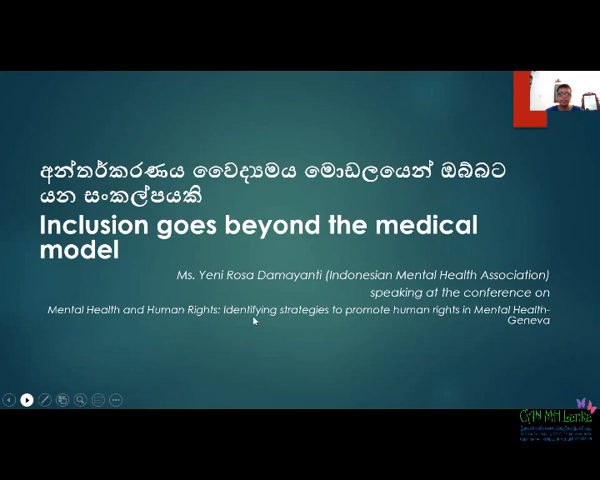 අන්තර්කරණය වෛද්‍යමය මොඩලයෙන් ඔබ්බට
යන සංකල්පයකි
Inclusion goes beyond the medical
model
Ms. Yeni Rosa Damayanti (Indonesian Mental Health Association)
speaking at the conference on
Mental Health and Human Rights: Identifying strategies to promote human rights in Mental Health-
Geneva
CAN MH Lanka